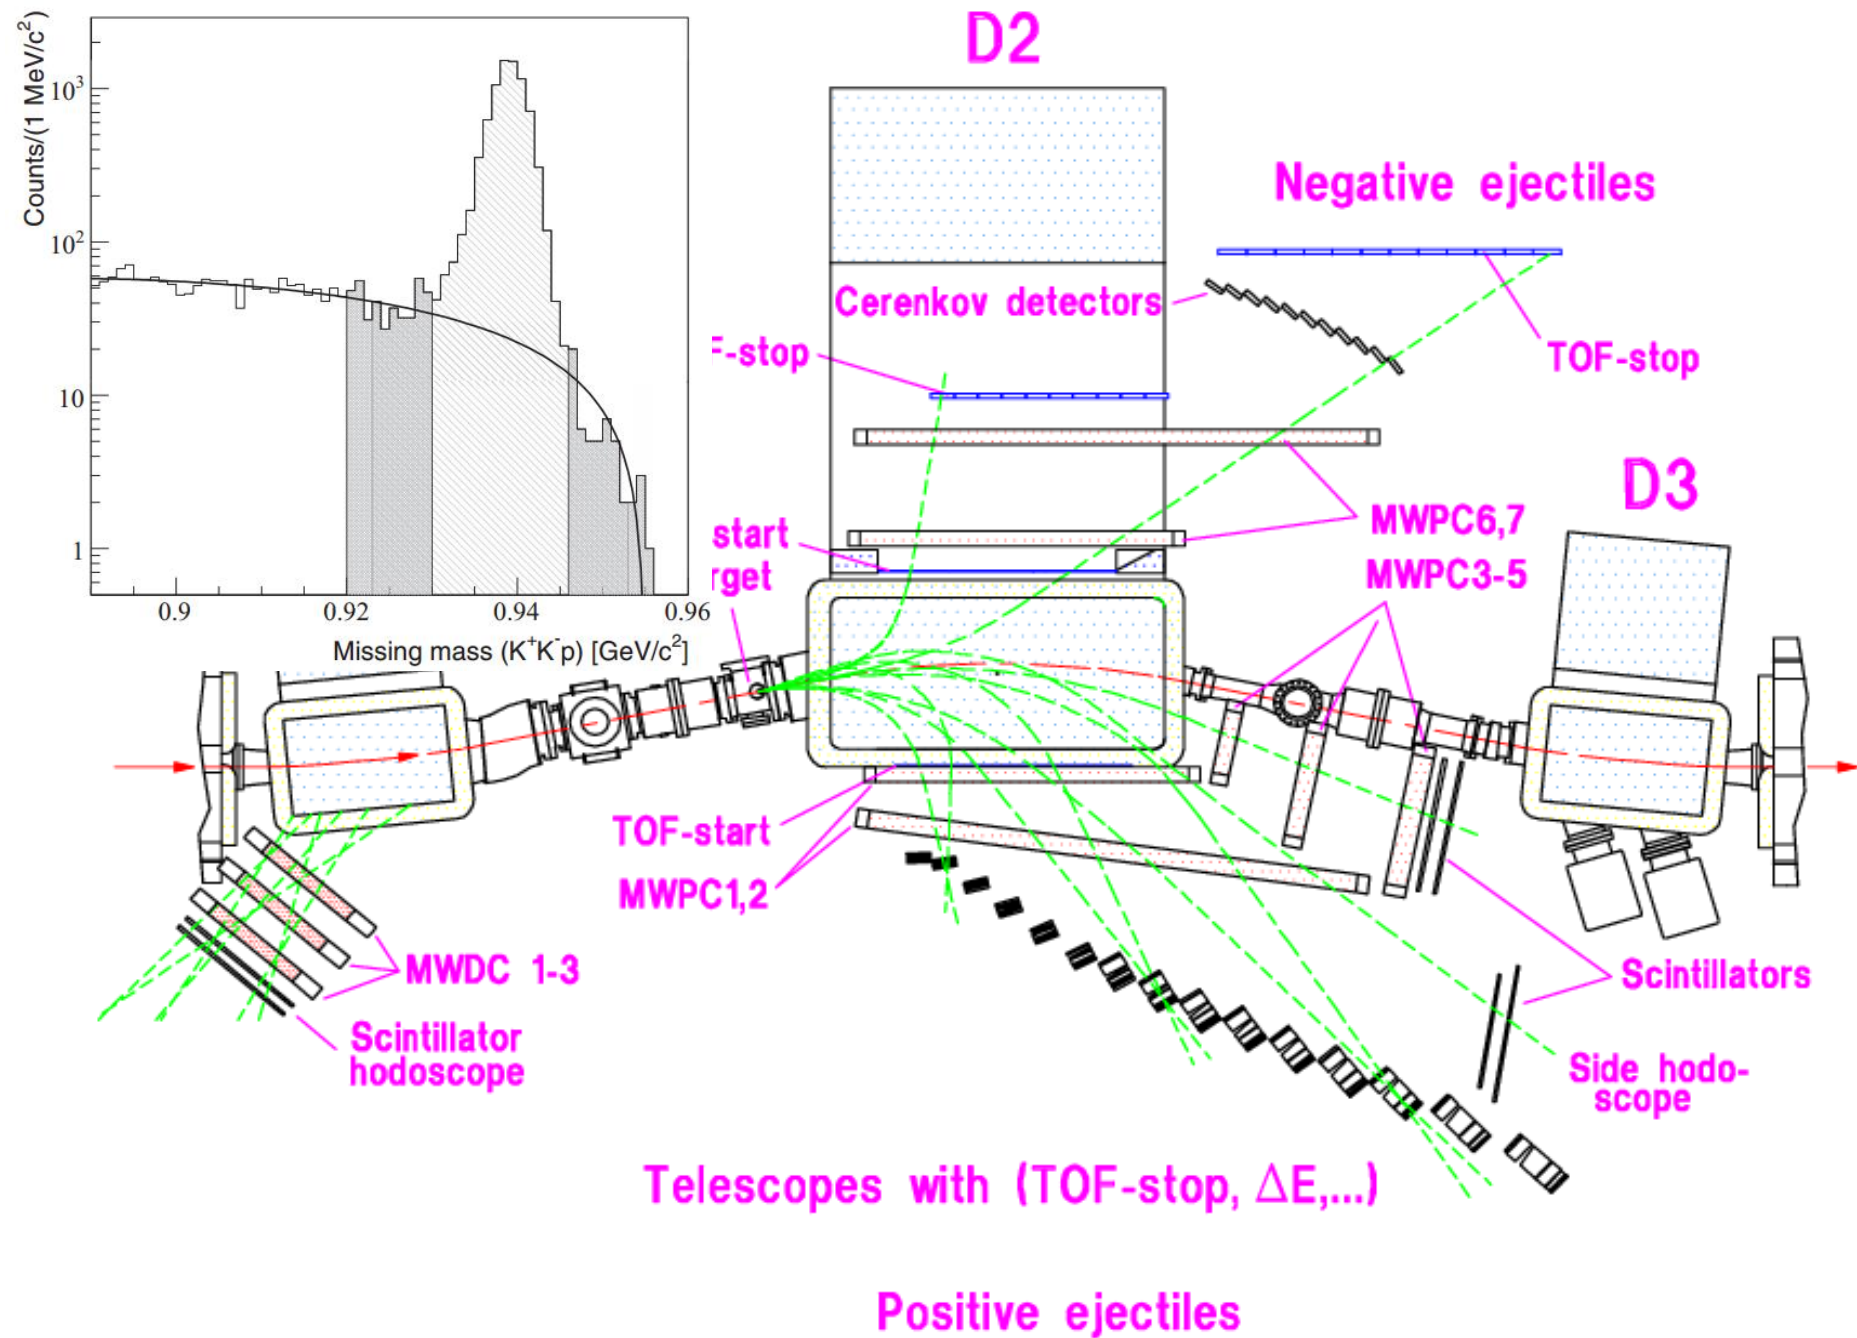 Counts/(1 MeV/c²)
10³
10²
10
1
0.9
0.92
0.94
0.96
Missing mass (K⁺K⁻p) [GeV/c²]
D2
Negative ejectiles
Cerenkov detectors
F-stop
TOF-stop
D3
MWPC6,7
start
rget
MWPC3-5
TOF-start
MWPC1,2
MWDC 1-3
Scintillator
hodoscope
Scintillators
Side hodo-
scope
Telescopes with (TOF-stop, ΔE,...)
Positive ejectiles